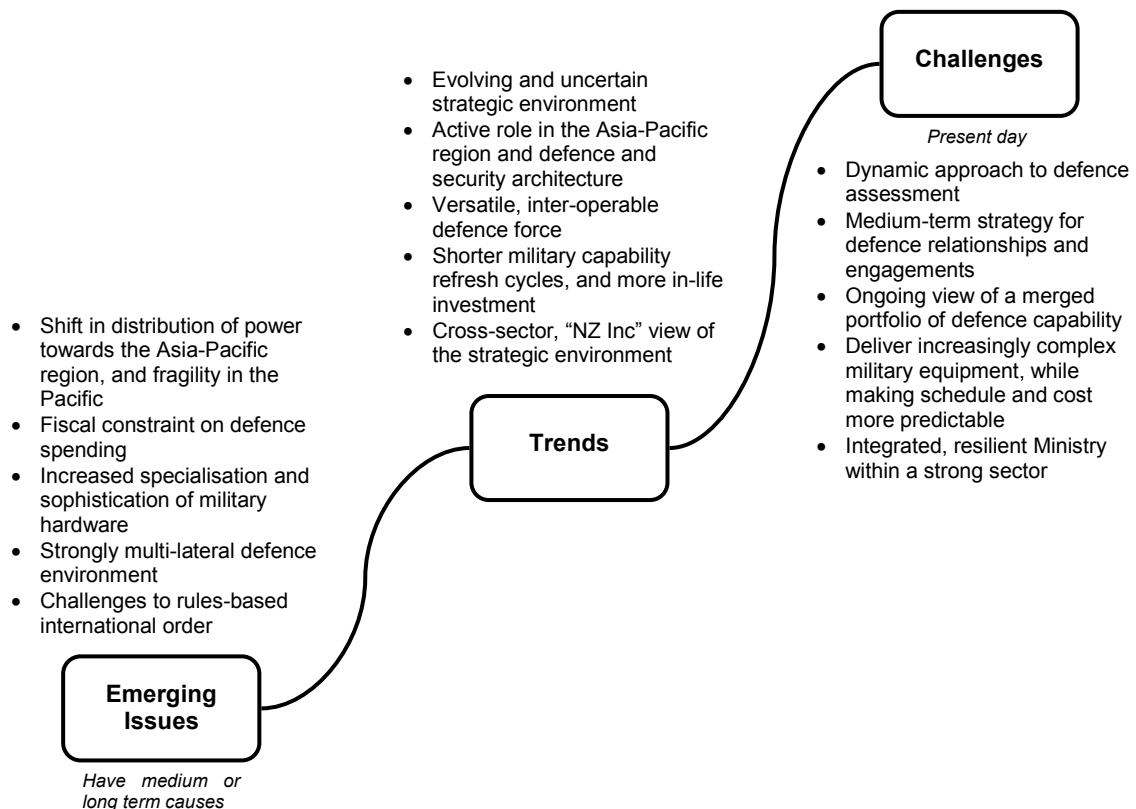 Challenges
Present day
• Dynamic approach to defence
assessment
• Medium-term strategy for
defence relationships and
engagements
• Ongoing view of a merged
portfolio of defence capability
• Deliver increasingly complex
military equipment, while
making schedule and cost
more predictable
• Integrated, resilient Ministry
within a strong sector
• Evolving and uncertain
strategic environment
• Active role in the Asia-Pacific
region and defence and
security architecture
• Versatile, inter-operable
defence force
• Shorter military capability
refresh cycles, and more in-life
investment
• Cross-sector, “NZ Inc” view of
the strategic environment
Trends
• Shift in distribution of power
towards the Asia-Pacific
region, and fragility in the
Pacific
• Fiscal constraint on defence
spending
• Increased specialisation and
sophistication of military
hardware
• Strongly multi-lateral defence
environment
• Challenges to rules-based
international order
Emerging
Issues
Have medium or
long term causes